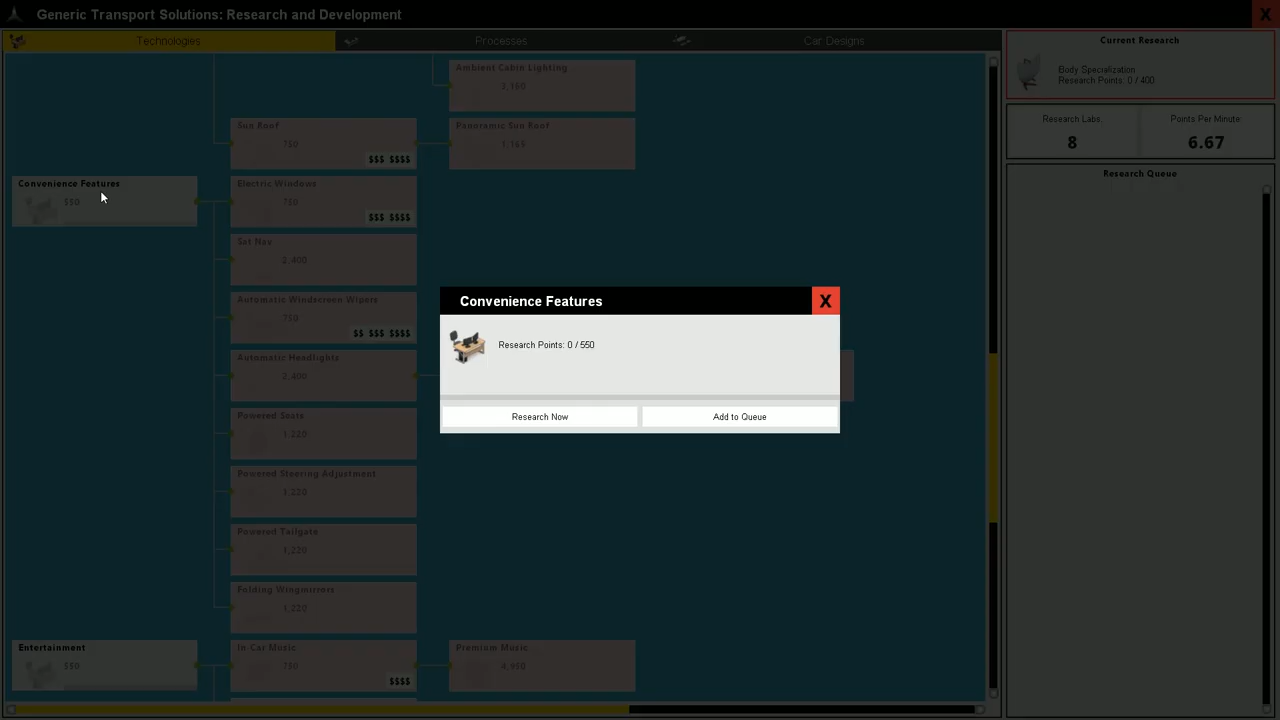 Generic Transport Solutions: Research and Development
X
Technologies
Processes
Car Designs
Current Research
Body Specialization
Research Points: 0 / 400
Research Labs:
8
Points Per Minute:
6.67
Research Queue
Ambient Cabin Lighting
Sun Roof
750
$$$ $$$$
Panoramic Sun Roof
Convenience Features
550
Electric Windows
750
$$$ $$$$
Sat Nav
2,400
Automatic Windscreen Wipers
750
$$ $$$ $$$$
Automatic Headlights
2,400
Powered Seats
1,220
Powered Steering Adjustment
1,220
Powered Tailgate
1,220
Folding Wingmirrors
1,220
Entertainment
550
In-Car Music
750
$$$$
Premium Music
4,950
Convenience Features
X
Research Points: 0 / 550
Research Now
Add to Queue